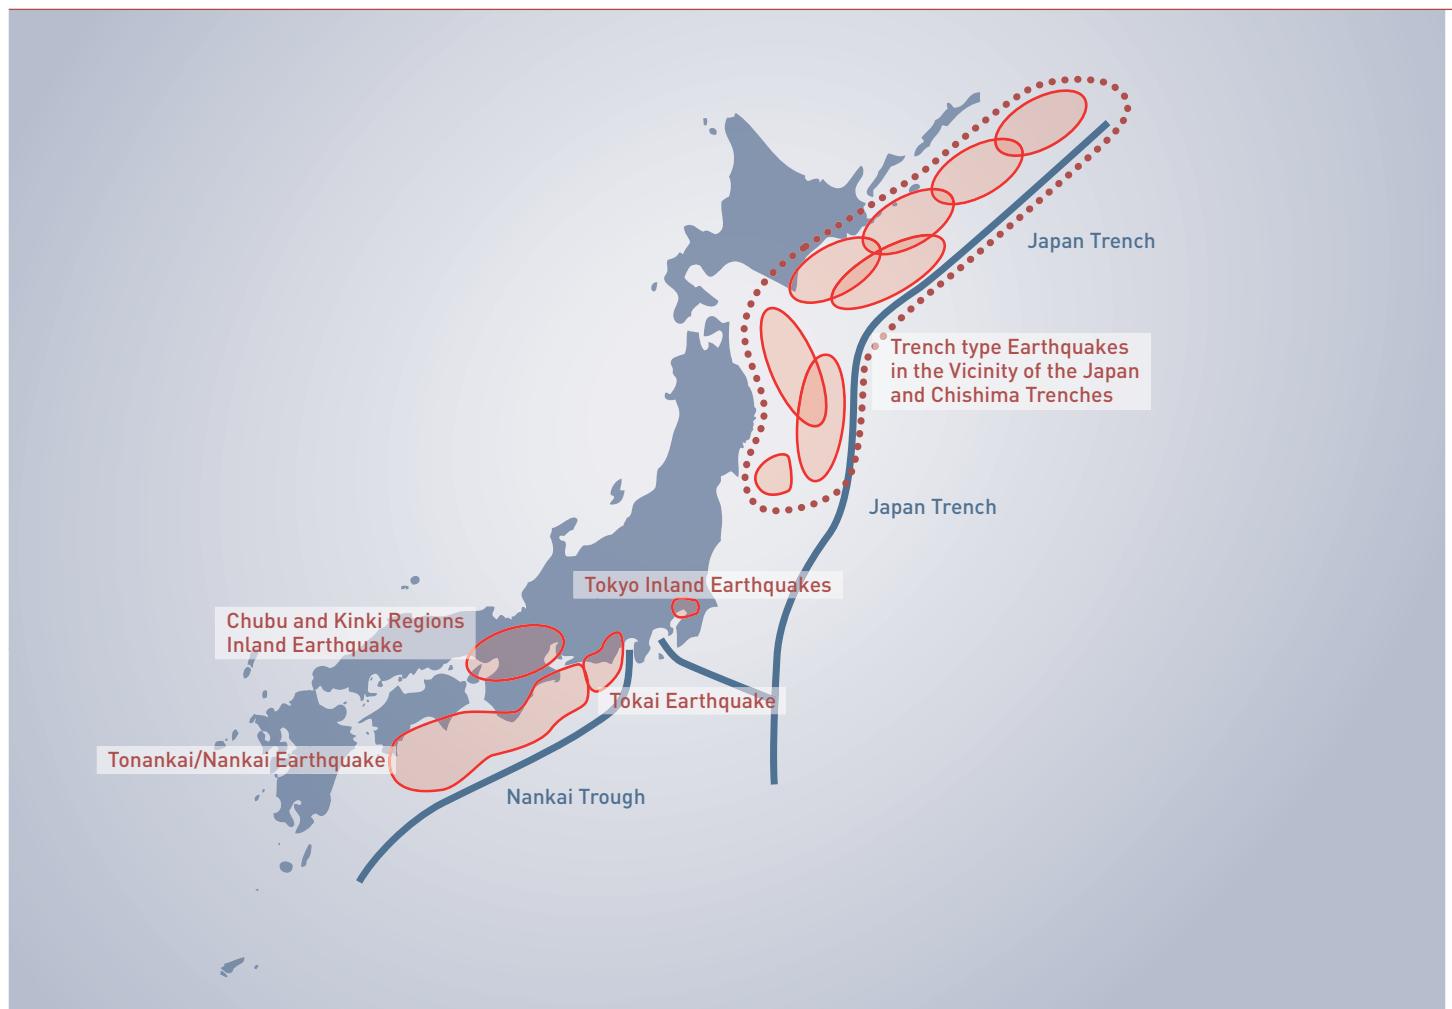 Japan Trench
Trench type Earthquakes
in the Vicinity of the Japan
and Chishima Trenches
Japan Trench
Tokyo Inland Earthquakes
Chubu and Kinki Regions
Inland Earthquake
Tokai Earthquake
Tonankai/Nankai Earthquake
Nankai Trough